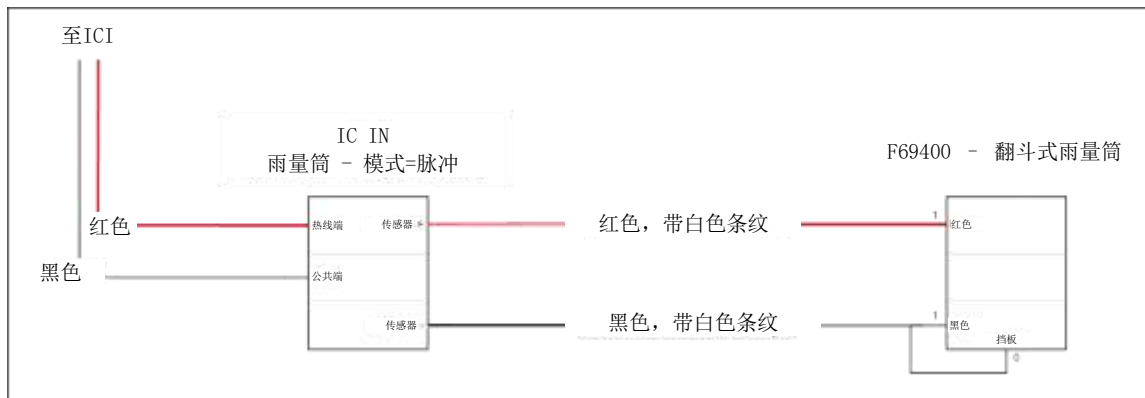 至ICI
IC IN
雨量筒 - 模式=脉冲
F69400 - 翻斗式雨量筒
红色
热线端
传感器
红色，带白色条纹
1
红色
黑色
公共端
传感器
黑色，带白色条纹
1
黑色
挡板
0